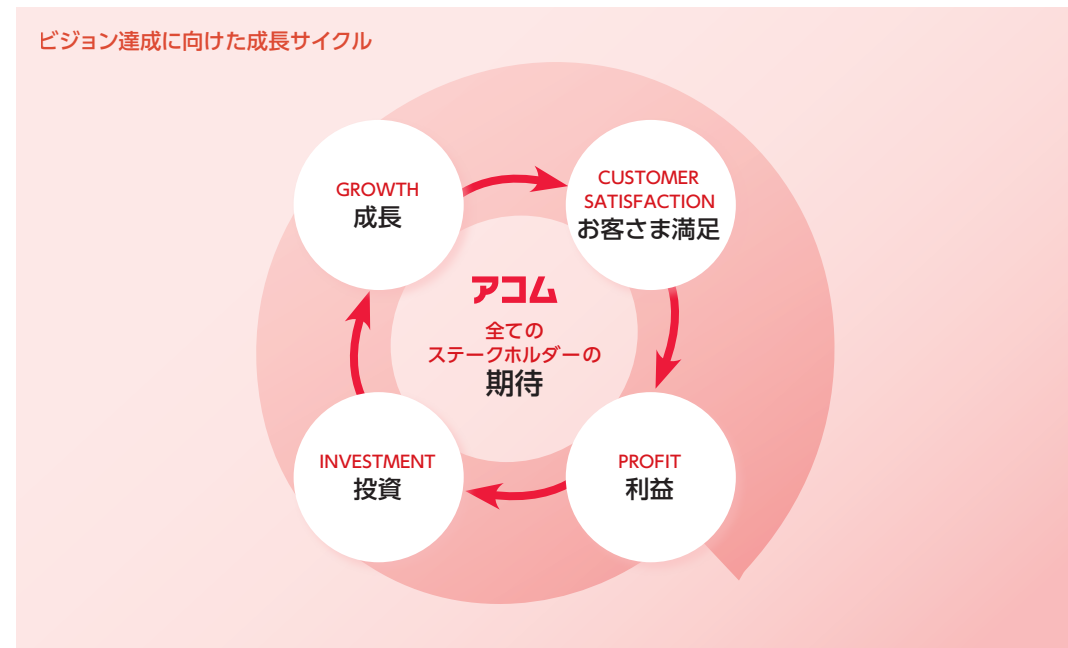 ビジョン達成に向けた成長サイクル
GROWTH
成長
CUSTOMER
SATISFACTION
お客さま満足
アコム
全ての
ステークホルダーの
期待
INVESTMENT
投資
PROFIT
利益